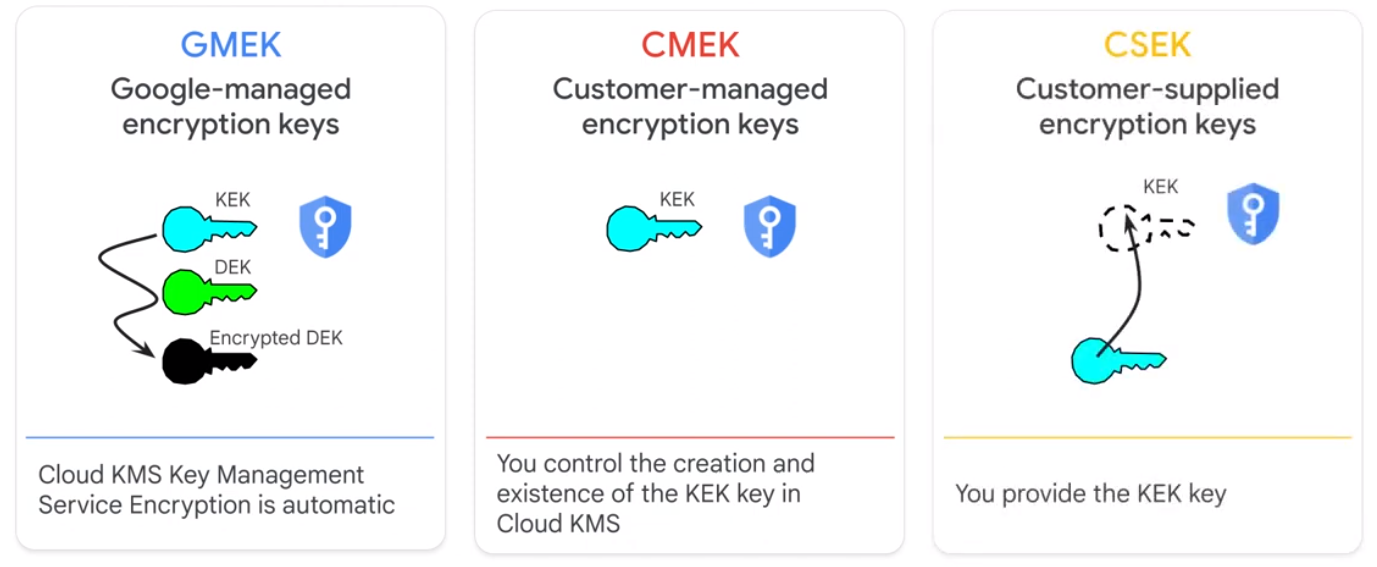 GMEK
Google-managed
encryption keys
KEK
DEK
Encrypted DEK
Cloud KMS Key Management
Service Encryption is automatic
CMEK
Customer-managed
encryption keys
KEK
You control the creation and
existence of the KEK key in
Cloud KMS
CSEK
Customer-supplied
encryption keys
KEK
You provide the KEK key